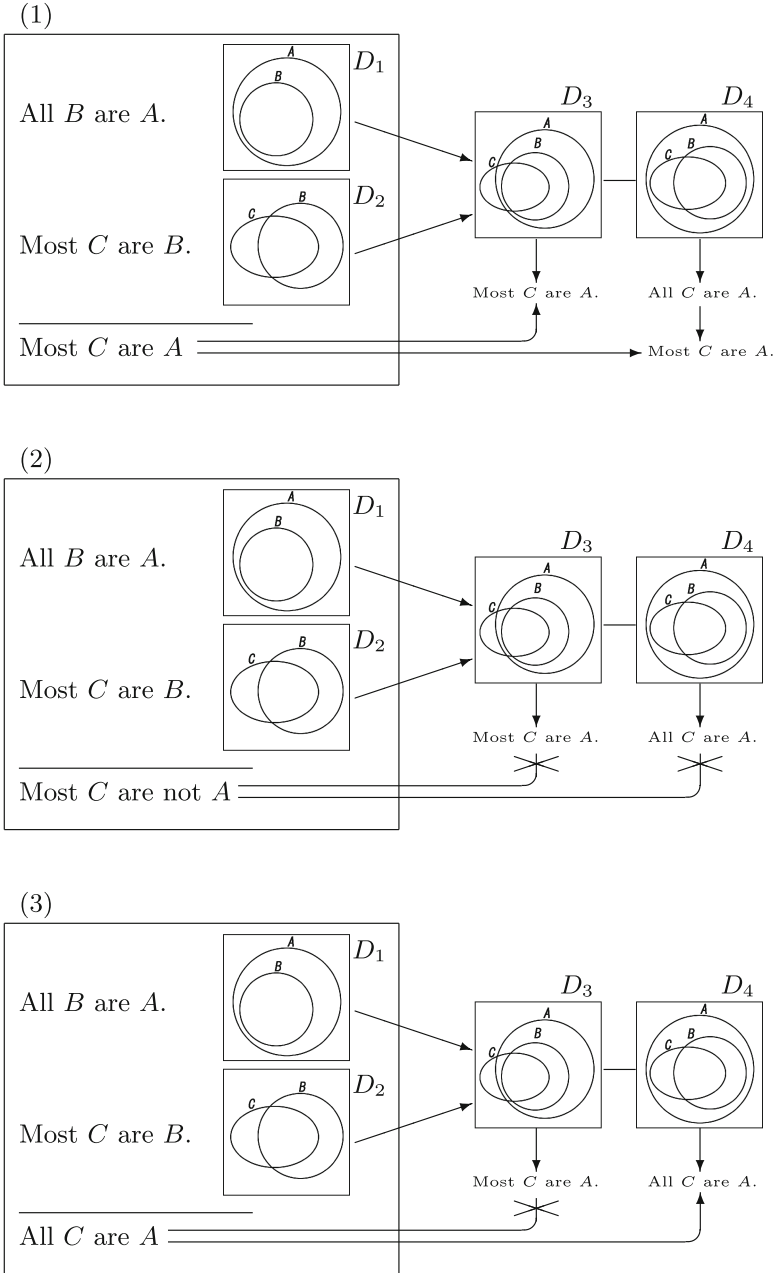 (1)
A
D1
B
All B are A.
D3
D4
A
A
B
B
C
C
D2
B
C
Most C are B.
Most C are A.
All C are A.
Most C are A
Most C are A.
(2)
A
D1
B
All B are A.
D3
D4
A
A
B
B
C
C
D2
B
C
Most C are B.
Most C are A.
All C are A.
Most C are not A
(3)
A
D1
B
All B are A.
D3
D4
A
A
B
B
C
C
D2
B
C
Most C are B.
Most C are A.
All C are A.
All C are A